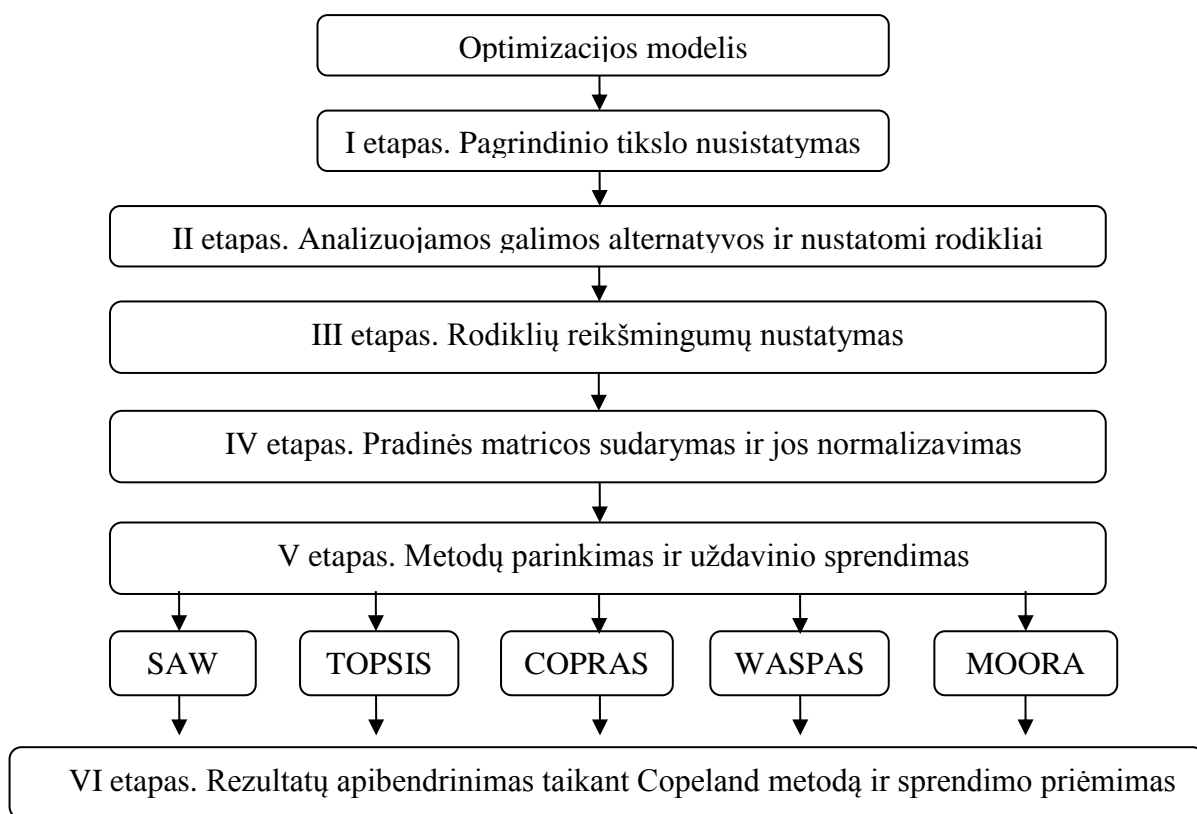 Optimizacijos modelis
I etapas. Pagrindinio tikslo nusistatymas
II etapas. Analizuojamos galimos alternatyvos ir nustatomi rodikliai
III etapas. Rodiklių reikšmingumų nustatymas
IV etapas. Pradinės matricos sudarymas ir jos normalizavimas
V etapas. Metodų parinkimas ir uždavinio sprendimas
SAW
TOPSIS
COPRAS
WASPAS
MOORA
VI etapas. Rezultatų apibendrinimas taikant Copeland metodą ir sprendimo priėmimas